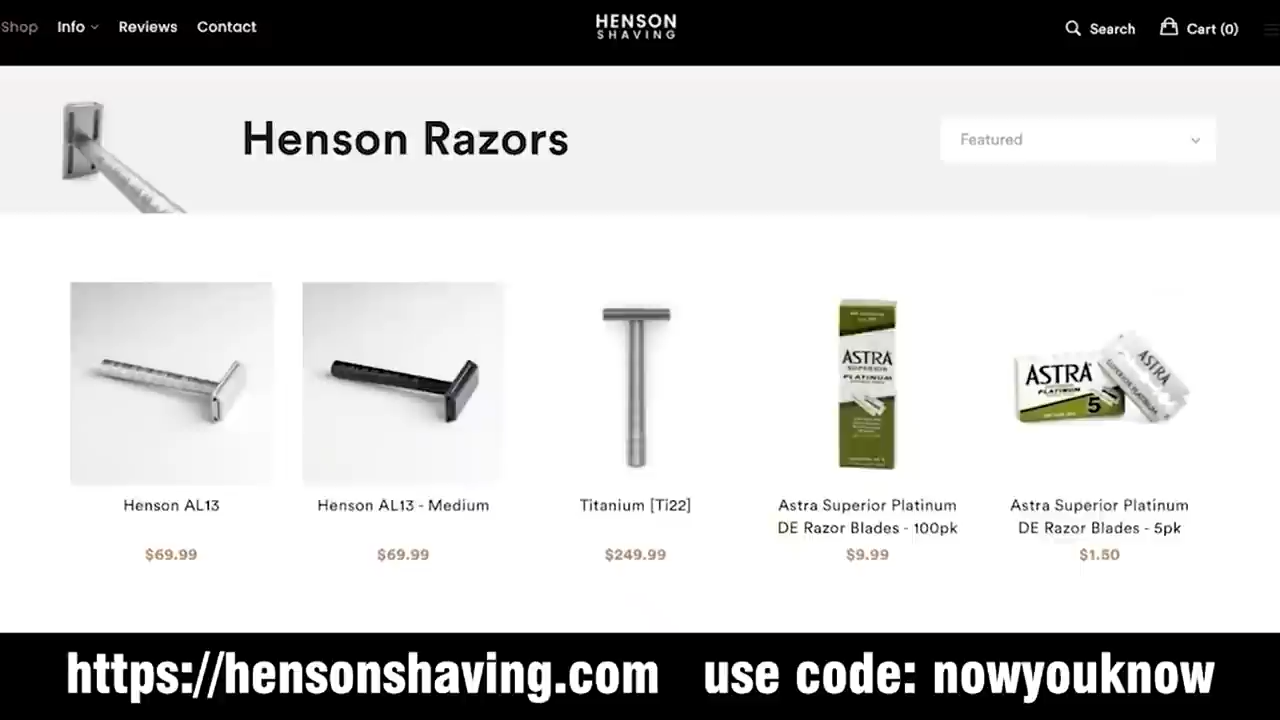 Shop Info Reviews Contact
HENSON
SHAVING
Search Cart (0)
Henson Razors
Featured
ASTRA
SUPERIOR
PLATINUM
ASTRA
PLATINUM
5
ASTRA
SUPERIOR PLATINUM
Henson AL13
$69.99
Henson AL13 - Medium
$69.99
Titanium [Ti22]
$249.99
Astra Superior Platinum
DE Razor Blades - 100pk
$9.99
Astra Superior Platinum
DE Razor Blades - 5pk
$1.50
https://hensonshaving.com use code: nowyouknow